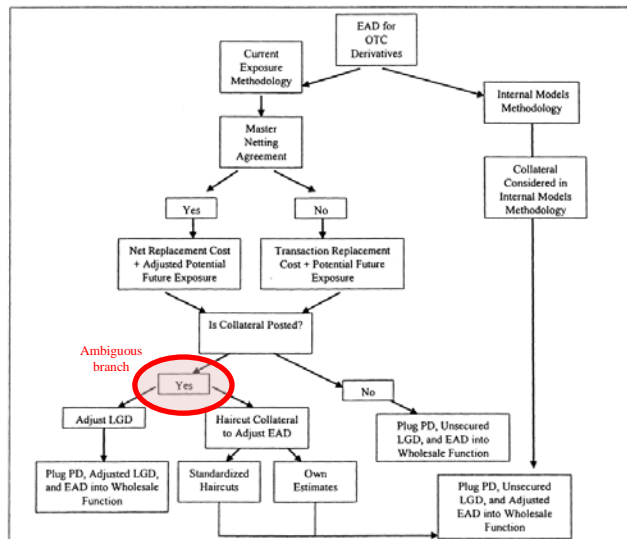 EAD for
OTC
Derivatives
Current
Exposure
Methodology
Internal Models
Methodology
Master
Netting
Agreement
Collateral
Considered in
Internal Models
Methodology
Yes
No
Net Replacement Cost
+ Adjusted Potential
Future Exposure
Transaction Replacement
Cost + Potential Future
Exposure
Is Collateral Posted?
Ambiguous
branch
Yes
No
Adjust LGD
Haircut Collateral
to Adjust EAD
Plug PD, Unsecured
LGD, and EAD into
Wholesale Function
Plug PD, Adjusted LGD,
and EAD into Wholesale
Function
Standardized
Haircuts
Own
Estimates
Plug PD, Unsecured
LGD, and Adjusted
EAD into Wholesale
Function